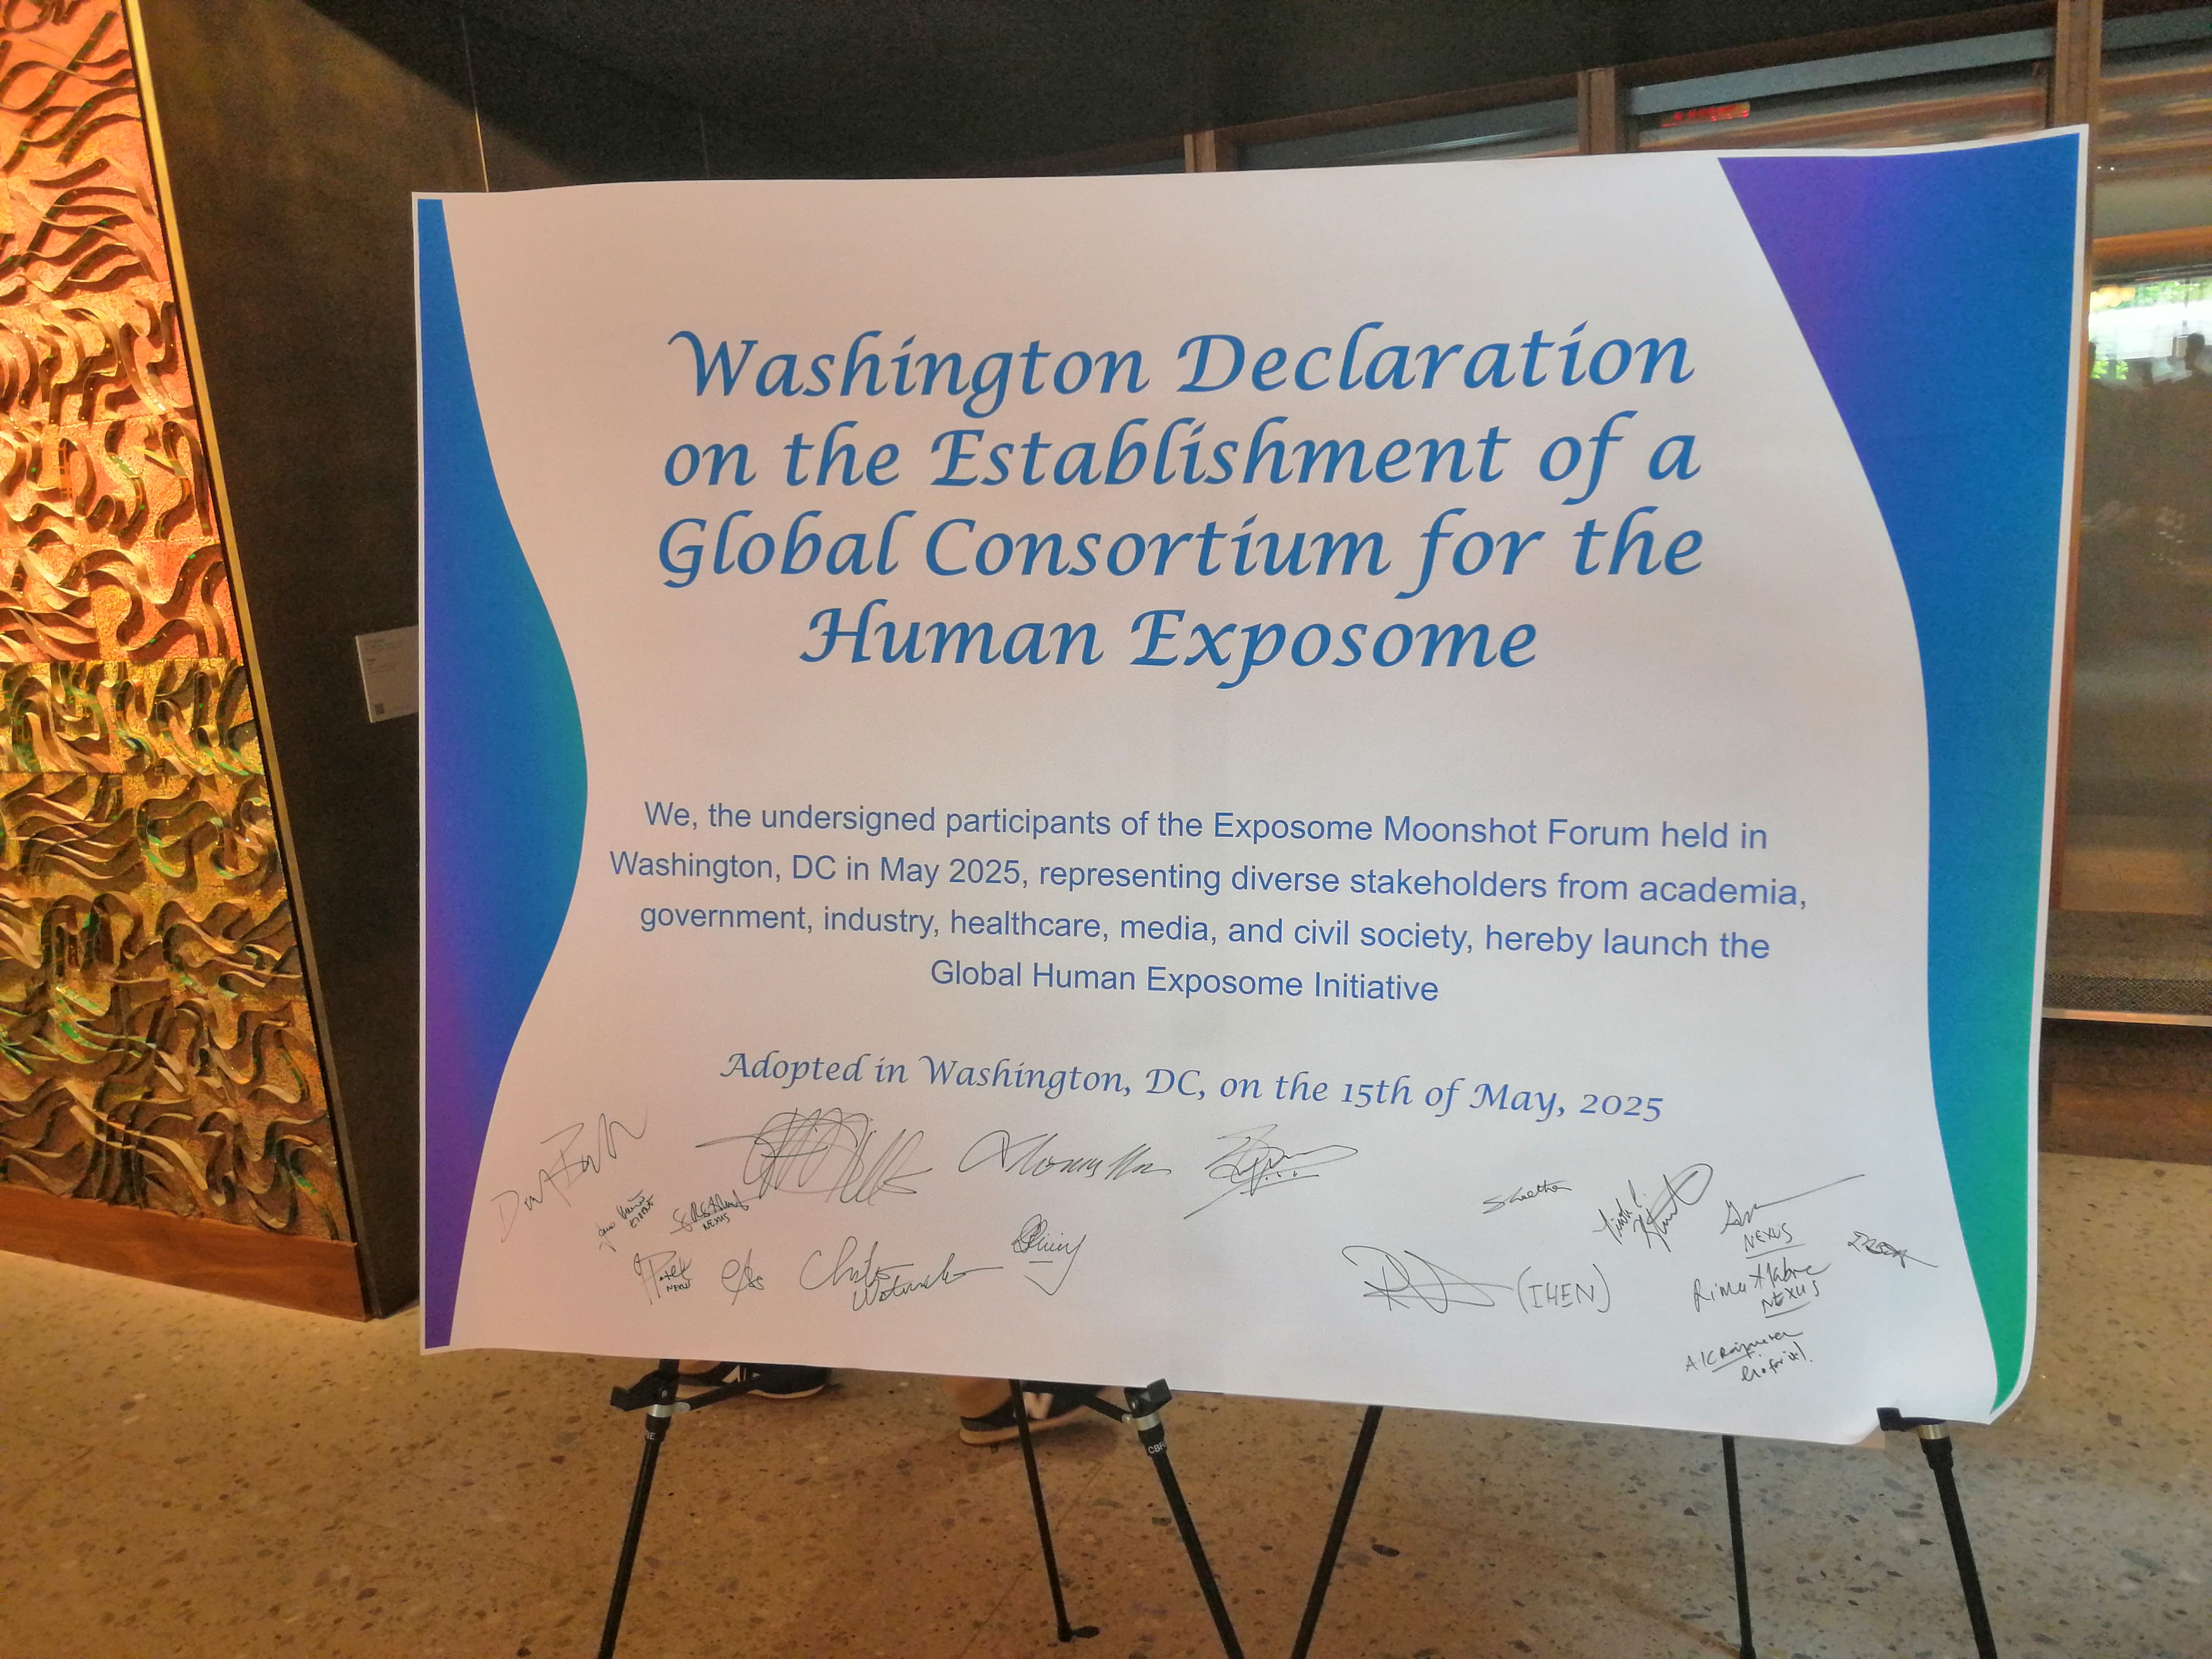 Washington Declaration
on the Establishment of a
Global Consortium for the
Human Exposome
We, the undersigned participants of the Exposome Moonshot Forum held in
Washington, DC in May 2025, representing diverse stakeholders from academia,
government, industry, healthcare, media, and civil society, hereby launch the
Global Human Exposome Initiative
Adopted in Washington, DC, on the 15th of May, 2025
NEXUS
NEXUS
NEXUS
(IHEN)
NEXUS